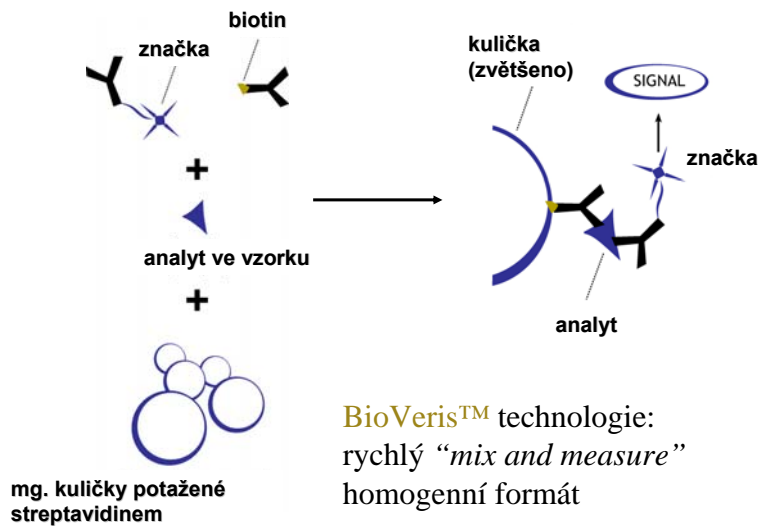 biotin
značka
+
analyt ve vzorku
+
mg. kuličky potažené
streptavidinem
kulička
(zvětšeno)
SIGNAL
značka
analyt
BioVeris™ technologie:
rychlý “mix and measure”
homogenní formát